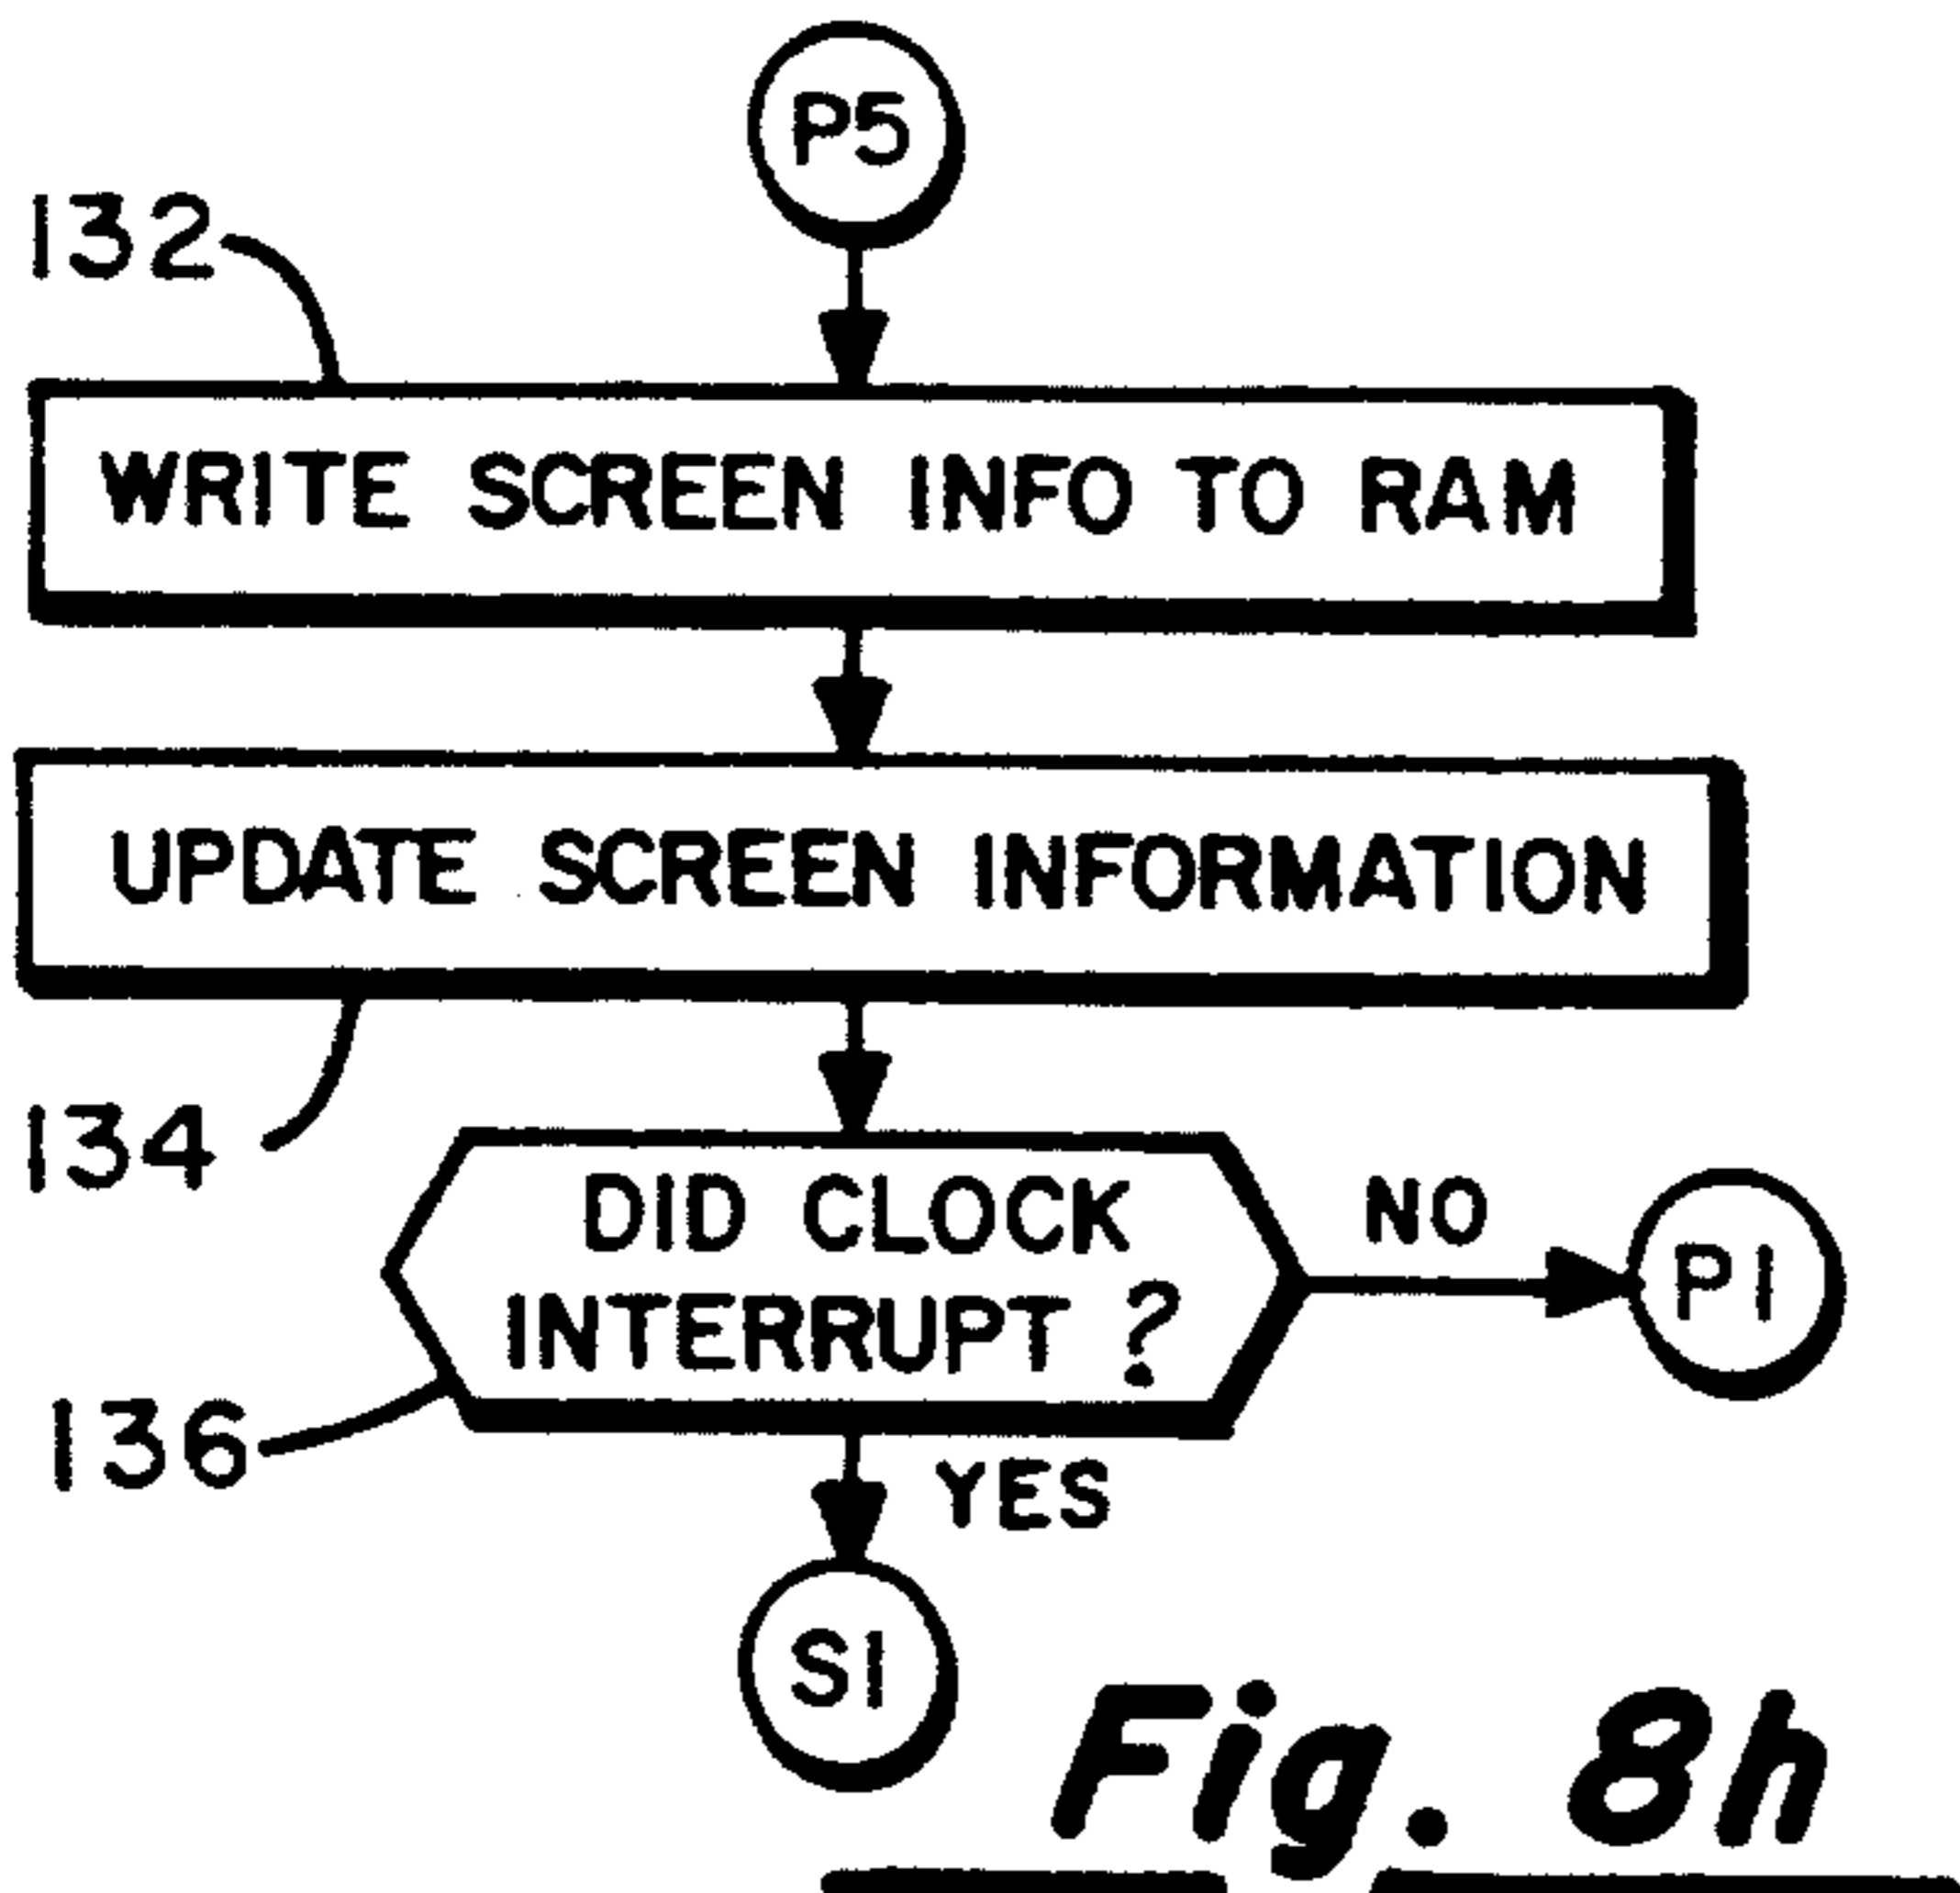 P5
132
WRITE SCREEN INFO TO RAM
UPDATE SCREEN INFORMATION
134
DID CLOCK
INTERRUPT ?
NO
P1
136
YES
S1
Fig. 8h